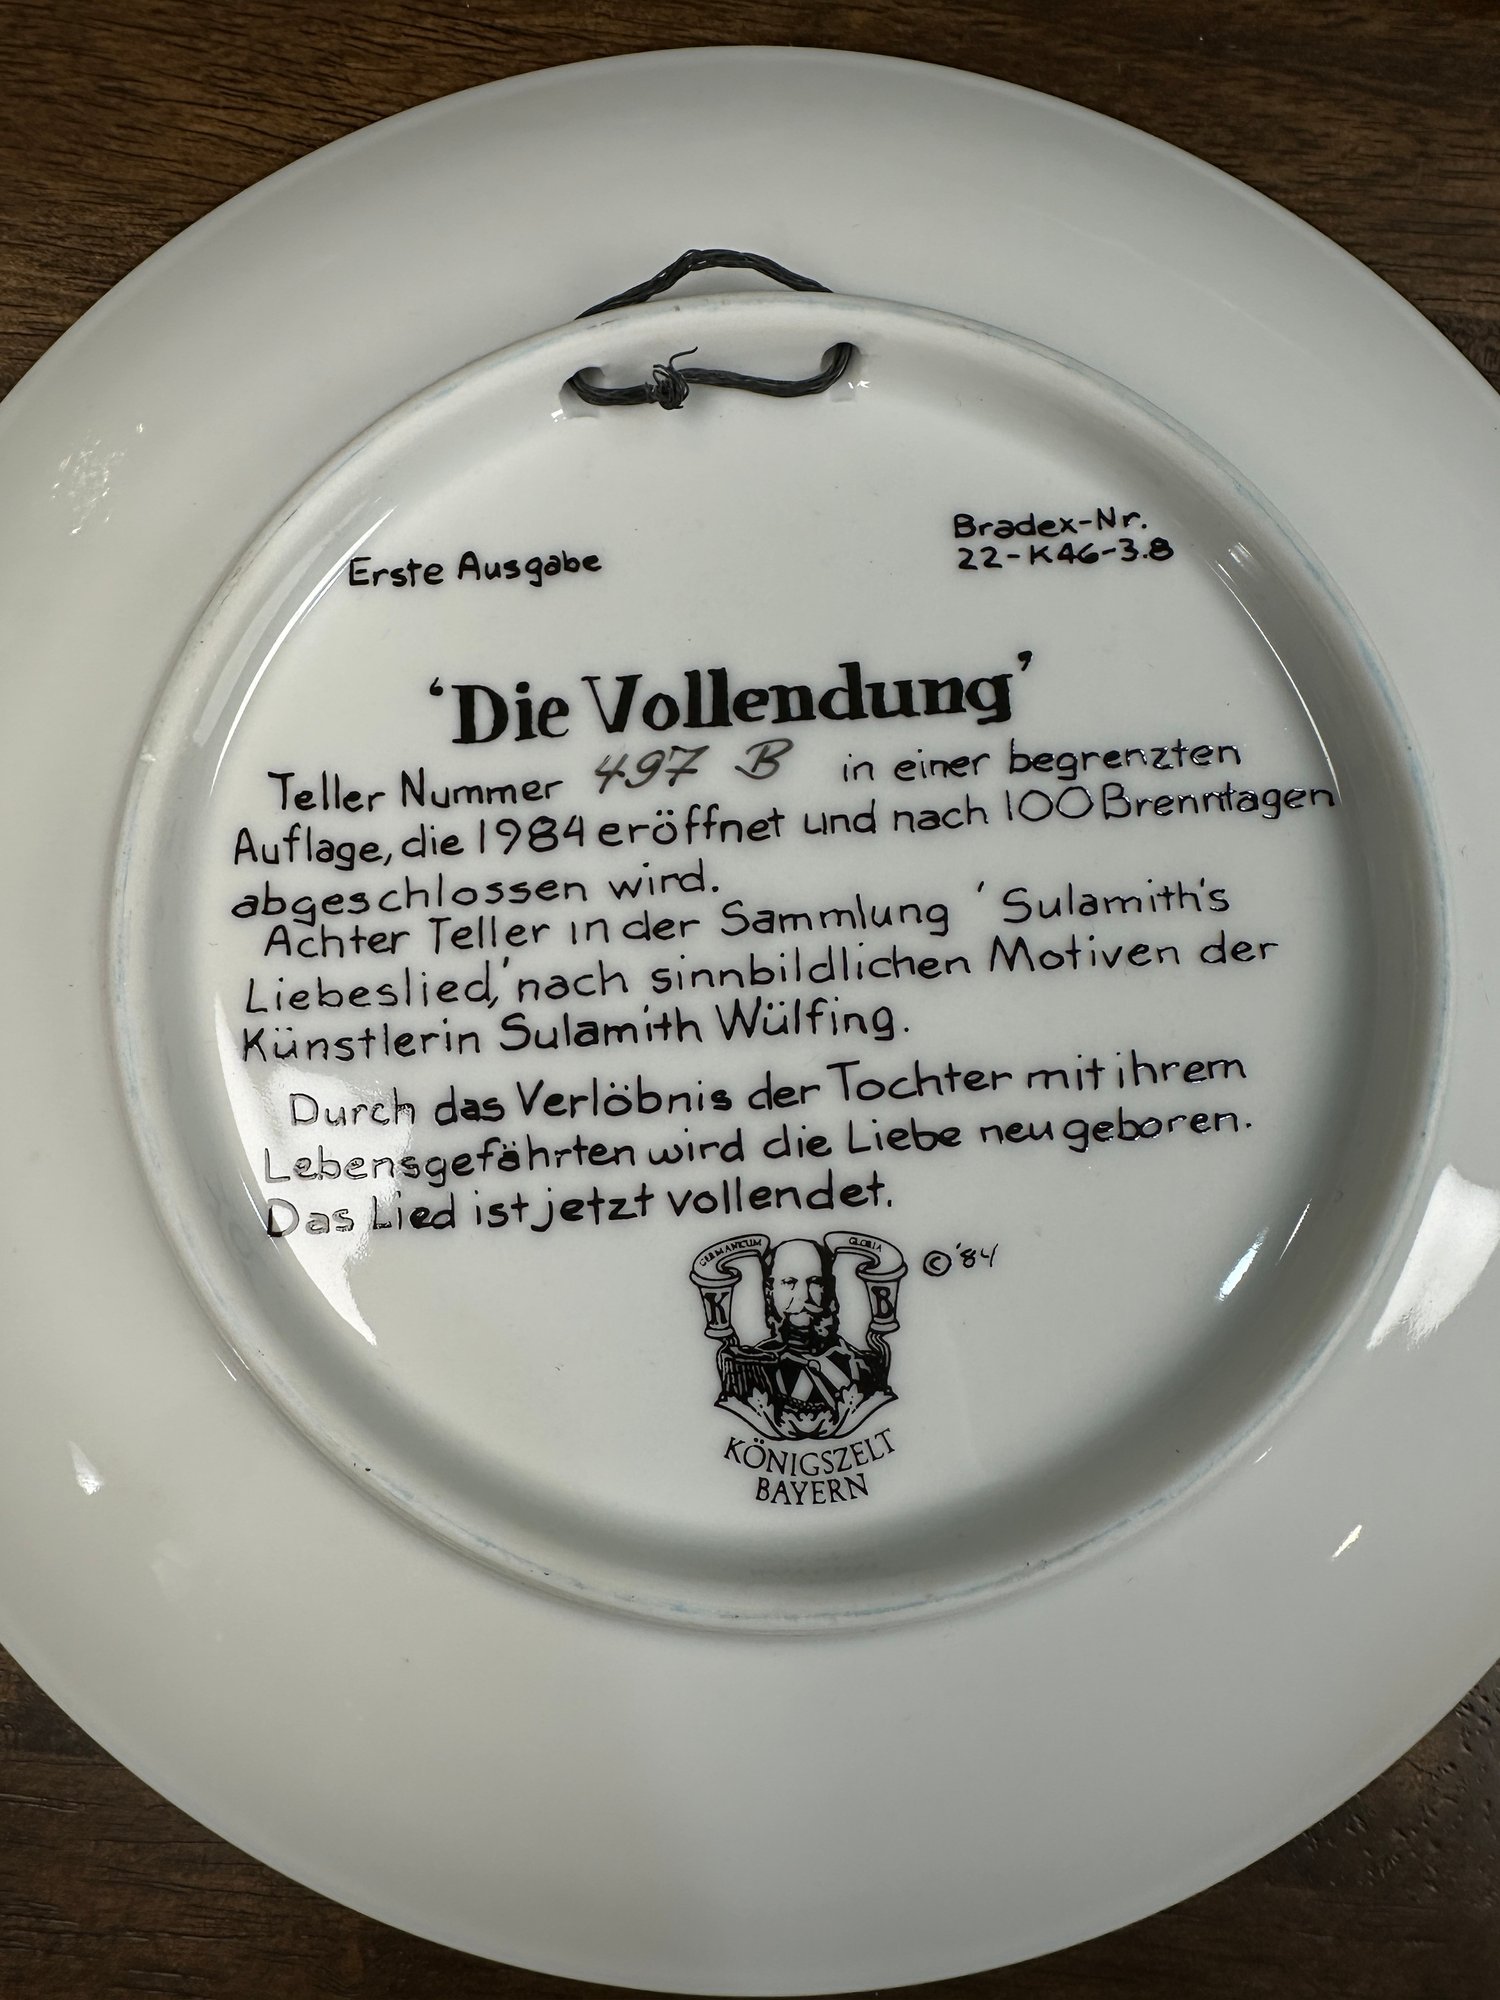 Erste Ausgabe
Bradex-Nr.
22-K46-3.8
‘Die Vollendung’
Teller Nummer 497 B in einer begrenzten
Auflage, die 1984 eröffnet und nach 100 Brenntagen
abgeschlossen wird.
Achter Teller in der Sammlung ‘Sulamith's
Liebeslied,’ nach sinnbildlichen Motiven der
Künstlerin Sulamith Wülfing.
Durch das Verlöbnis der Tochter mit ihrem
Lebensgefährten wird die Liebe neu geboren.
Das Lied ist jetzt vollendet.
GERMANICUM GLORIA
K B
© '84
KÖNIGSZELT
BAYERN